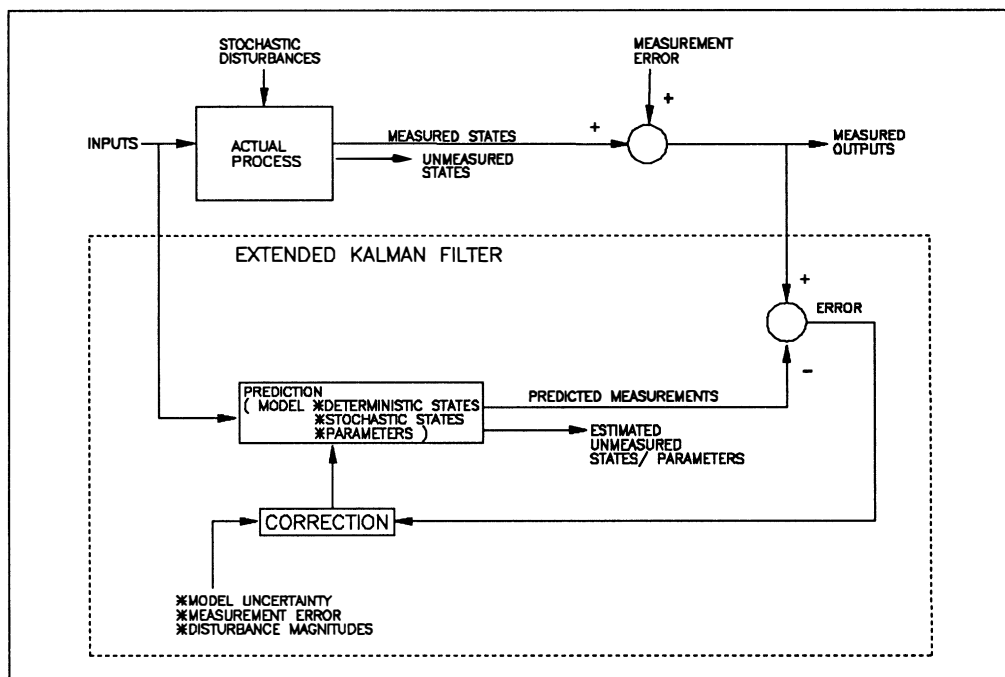 STOCHASTIC
DISTURBANCES
MEASUREMENT
ERROR
+
INPUTS
ACTUAL
PROCESS
MEASURED STATES
+
UNMEASURED
STATES
MEASURED
OUTPUTS
EXTENDED KALMAN FILTER
+
ERROR
-
PREDICTION
( MODEL *DETERMINISTIC STATES
*STOCHASTIC STATES
*PARAMETERS )
PREDICTED MEASUREMENTS
ESTIMATED
UNMEASURED
STATES/ PARAMETERS
CORRECTION
*MODEL UNCERTAINTY
*MEASUREMENT ERROR
*DISTURBANCE MAGNITUDES